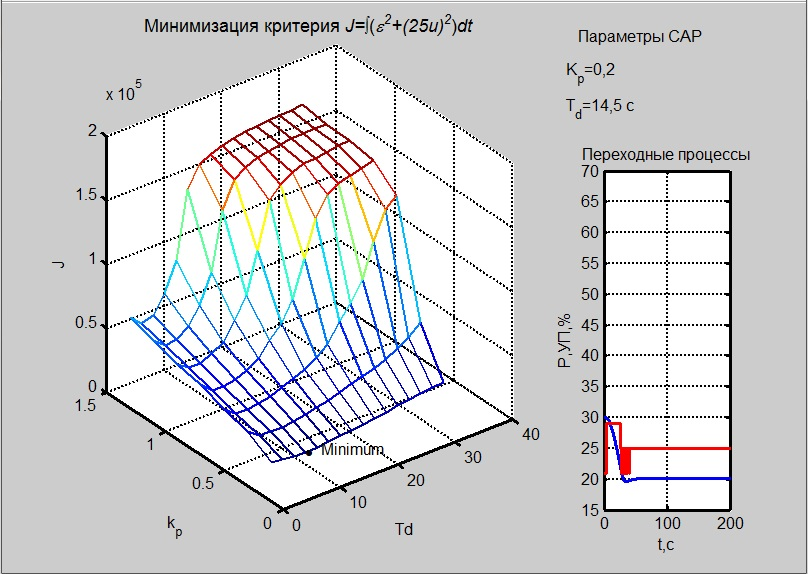 Минимизация критерия J=∫(ε²+(25u)²)dt
Параметры САР
Kp=0,2
Td=14,5 с
Переходные процессы
x 10⁵
2
1.5
1
0.5
0
J
1.5
1
0.5
0
kp
0
10
20
30
40
Td
Minimum
70
65
60
55
50
45
40
35
30
25
20
15
P,УП,%
0
100
200
t,c